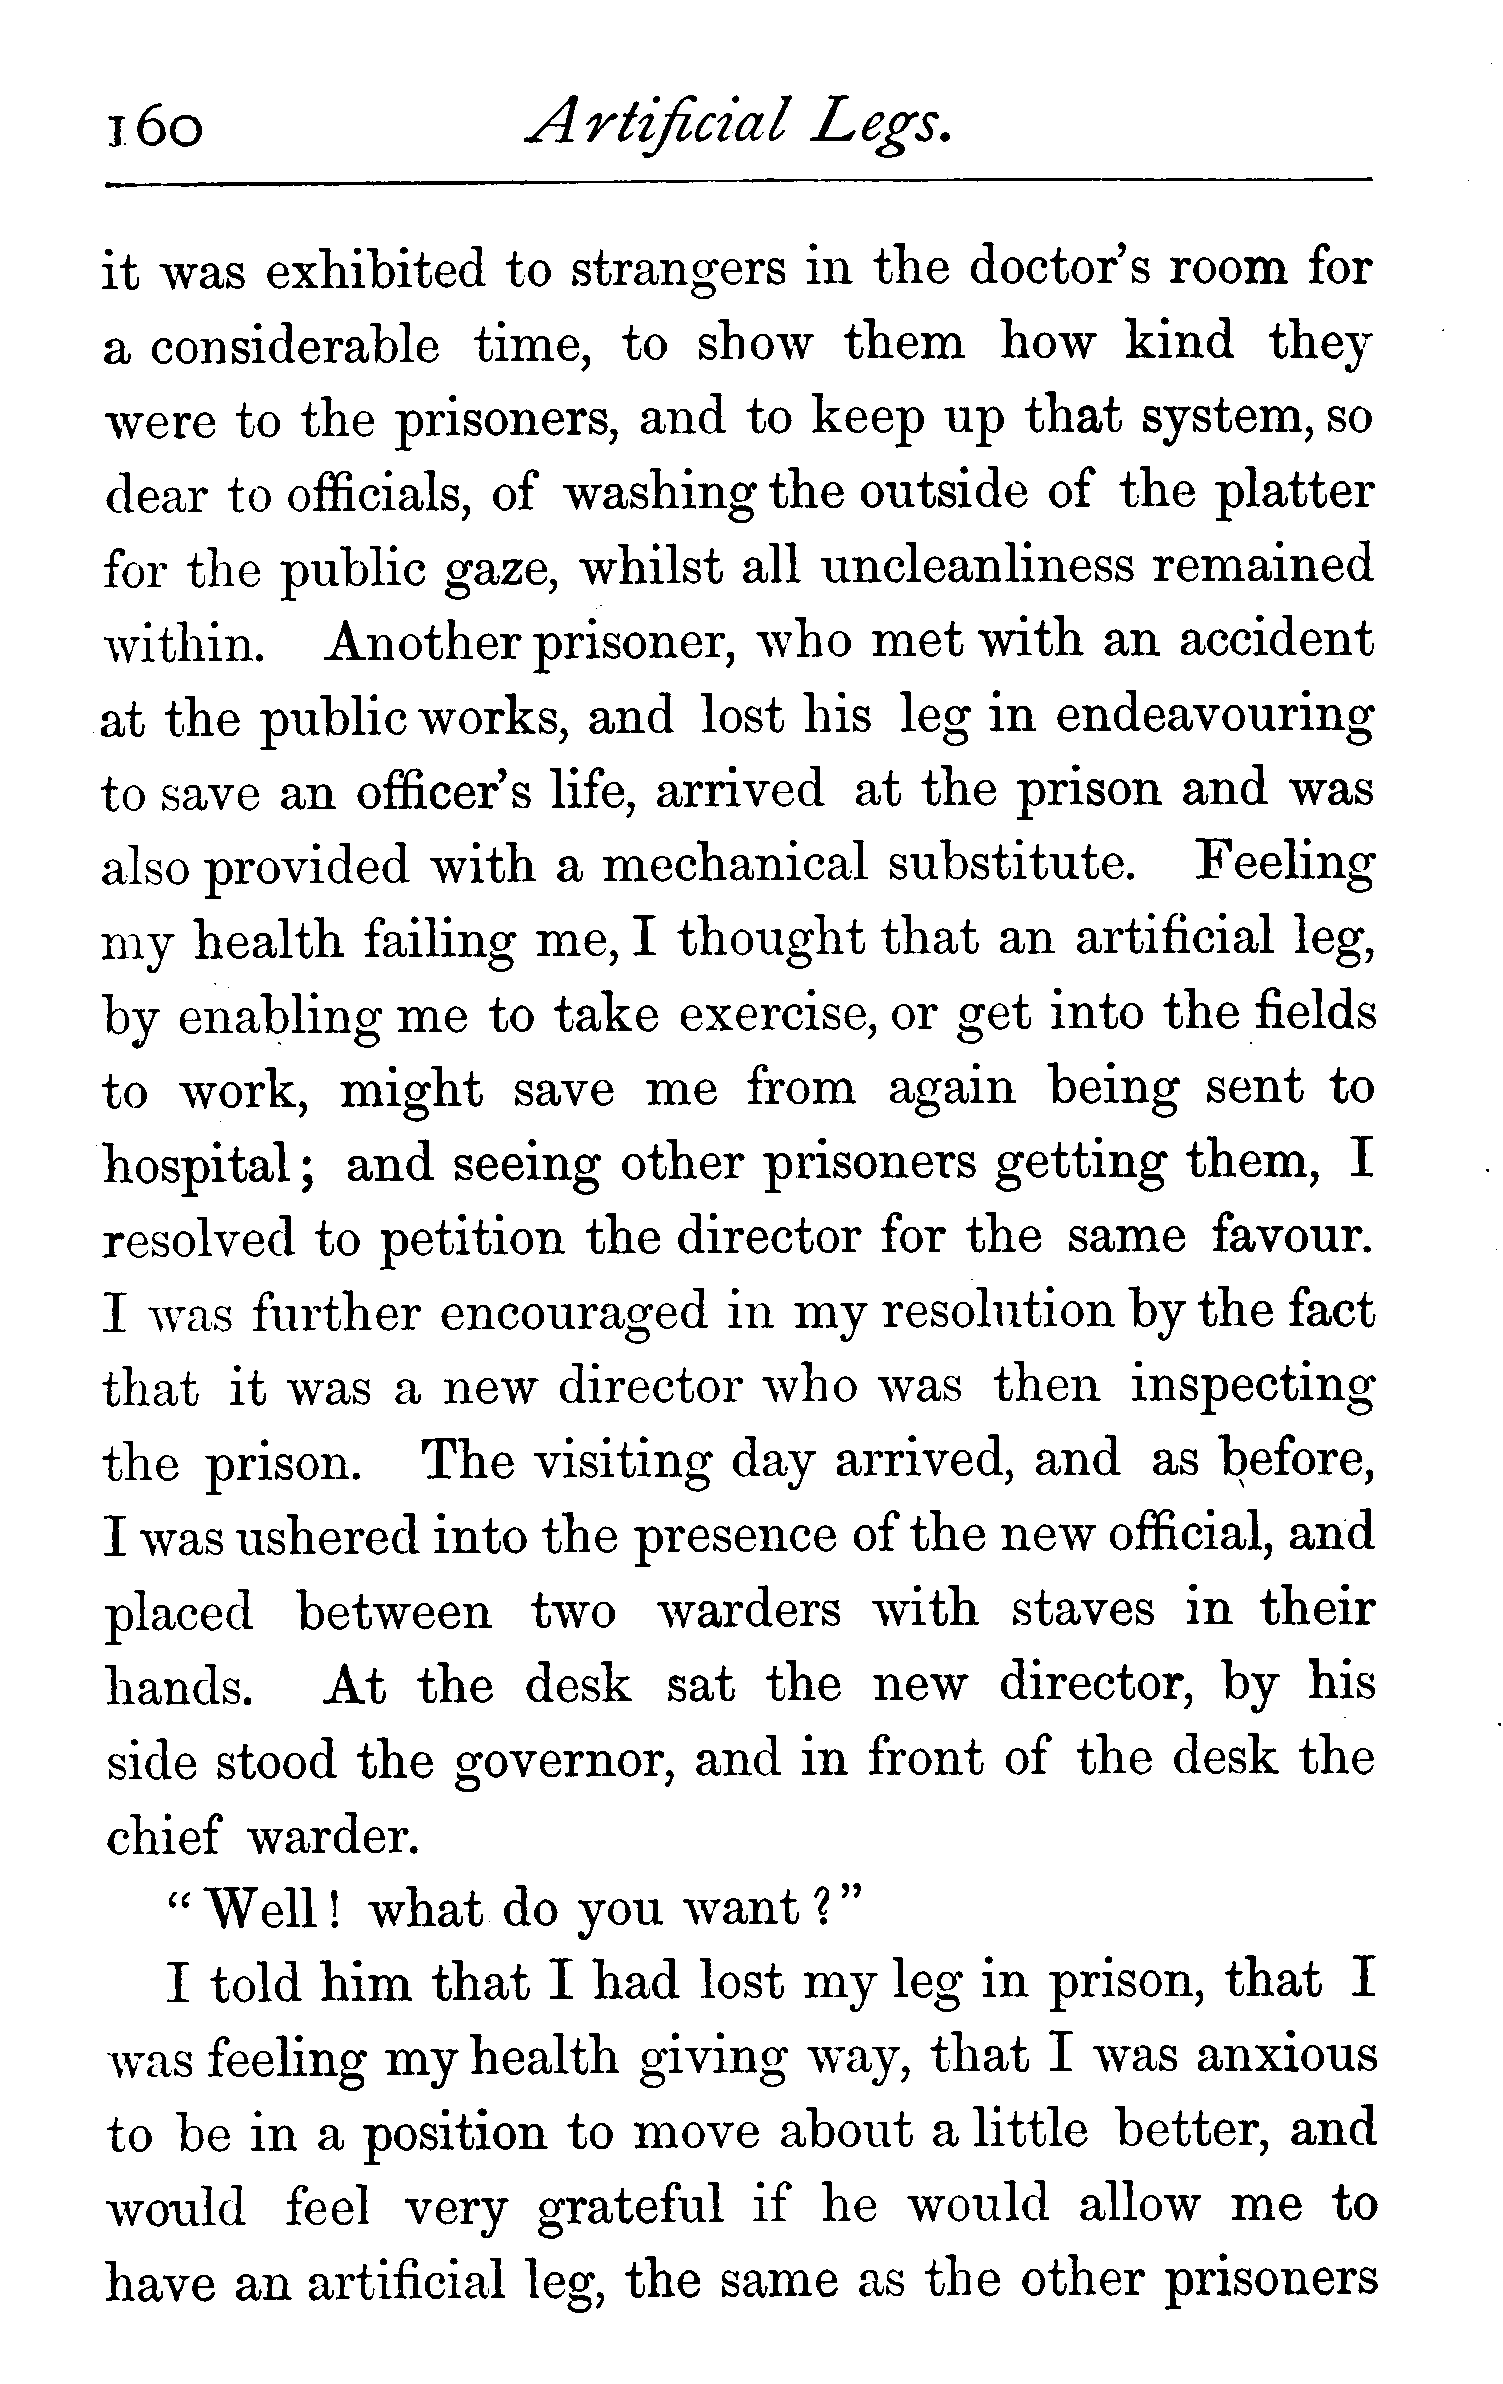 160 Artificial Legs.
it was exhibited to strangers in the doctor's room for
a considerable time, to show them how kind they
were to the prisoners, and to keep up that system, so
dear to officials, of washing the outside of the platter
for the public gaze, whilst all uncleanliness remained
within. Another prisoner, who met with an accident
at the public works, and lost his leg in endeavouring
to save an officer's life, arrived at the prison and was
also provided with a mechanical substitute. Feeling
my health failing me, I thought that an artificial leg,
by enabling me to take exercise, or get into the fields
to work, might save me from again being sent to
hospital; and seeing other prisoners getting them, I
resolved to petition the director for the same favour.
I was further encouraged in my resolution by the fact
that it was a new director who was then inspecting
the prison. The visiting day arrived, and as before,
I was ushered into the presence of the new official, and
placed between two warders with staves in their
hands. At the desk sat the new director, by his
side stood the governor, and in front of the desk the
chief warder.
"Well! what do you want?"
I told him that I had lost my leg in prison, that I
was feeling my health giving way, that I was anxious
to be in a position to move about a little better, and
would feel very grateful if he would allow me to
have an artificial leg, the same as the other prisoners